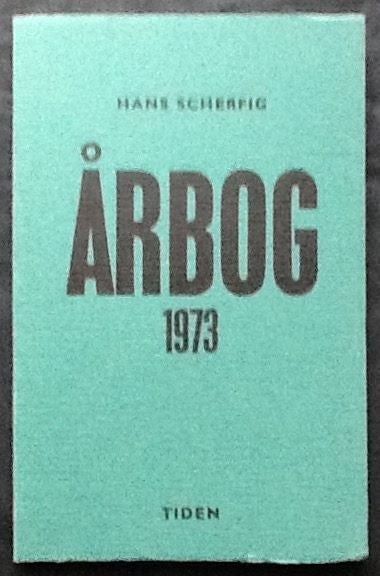 HANS SCHERFIG
ÅRBOG
1973
TIDEN